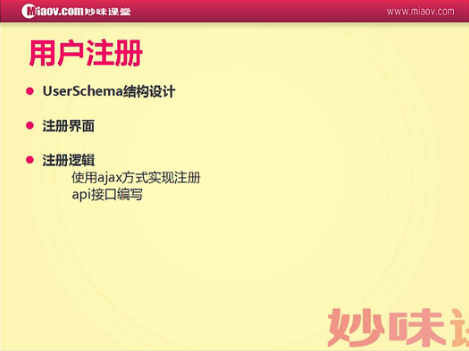 Miaov.com妙味课堂
www.miaov.com
用户注册
UserSchema结构设计
注册界面
注册逻辑
使用ajax方式实现注册
api接口编写
妙味课